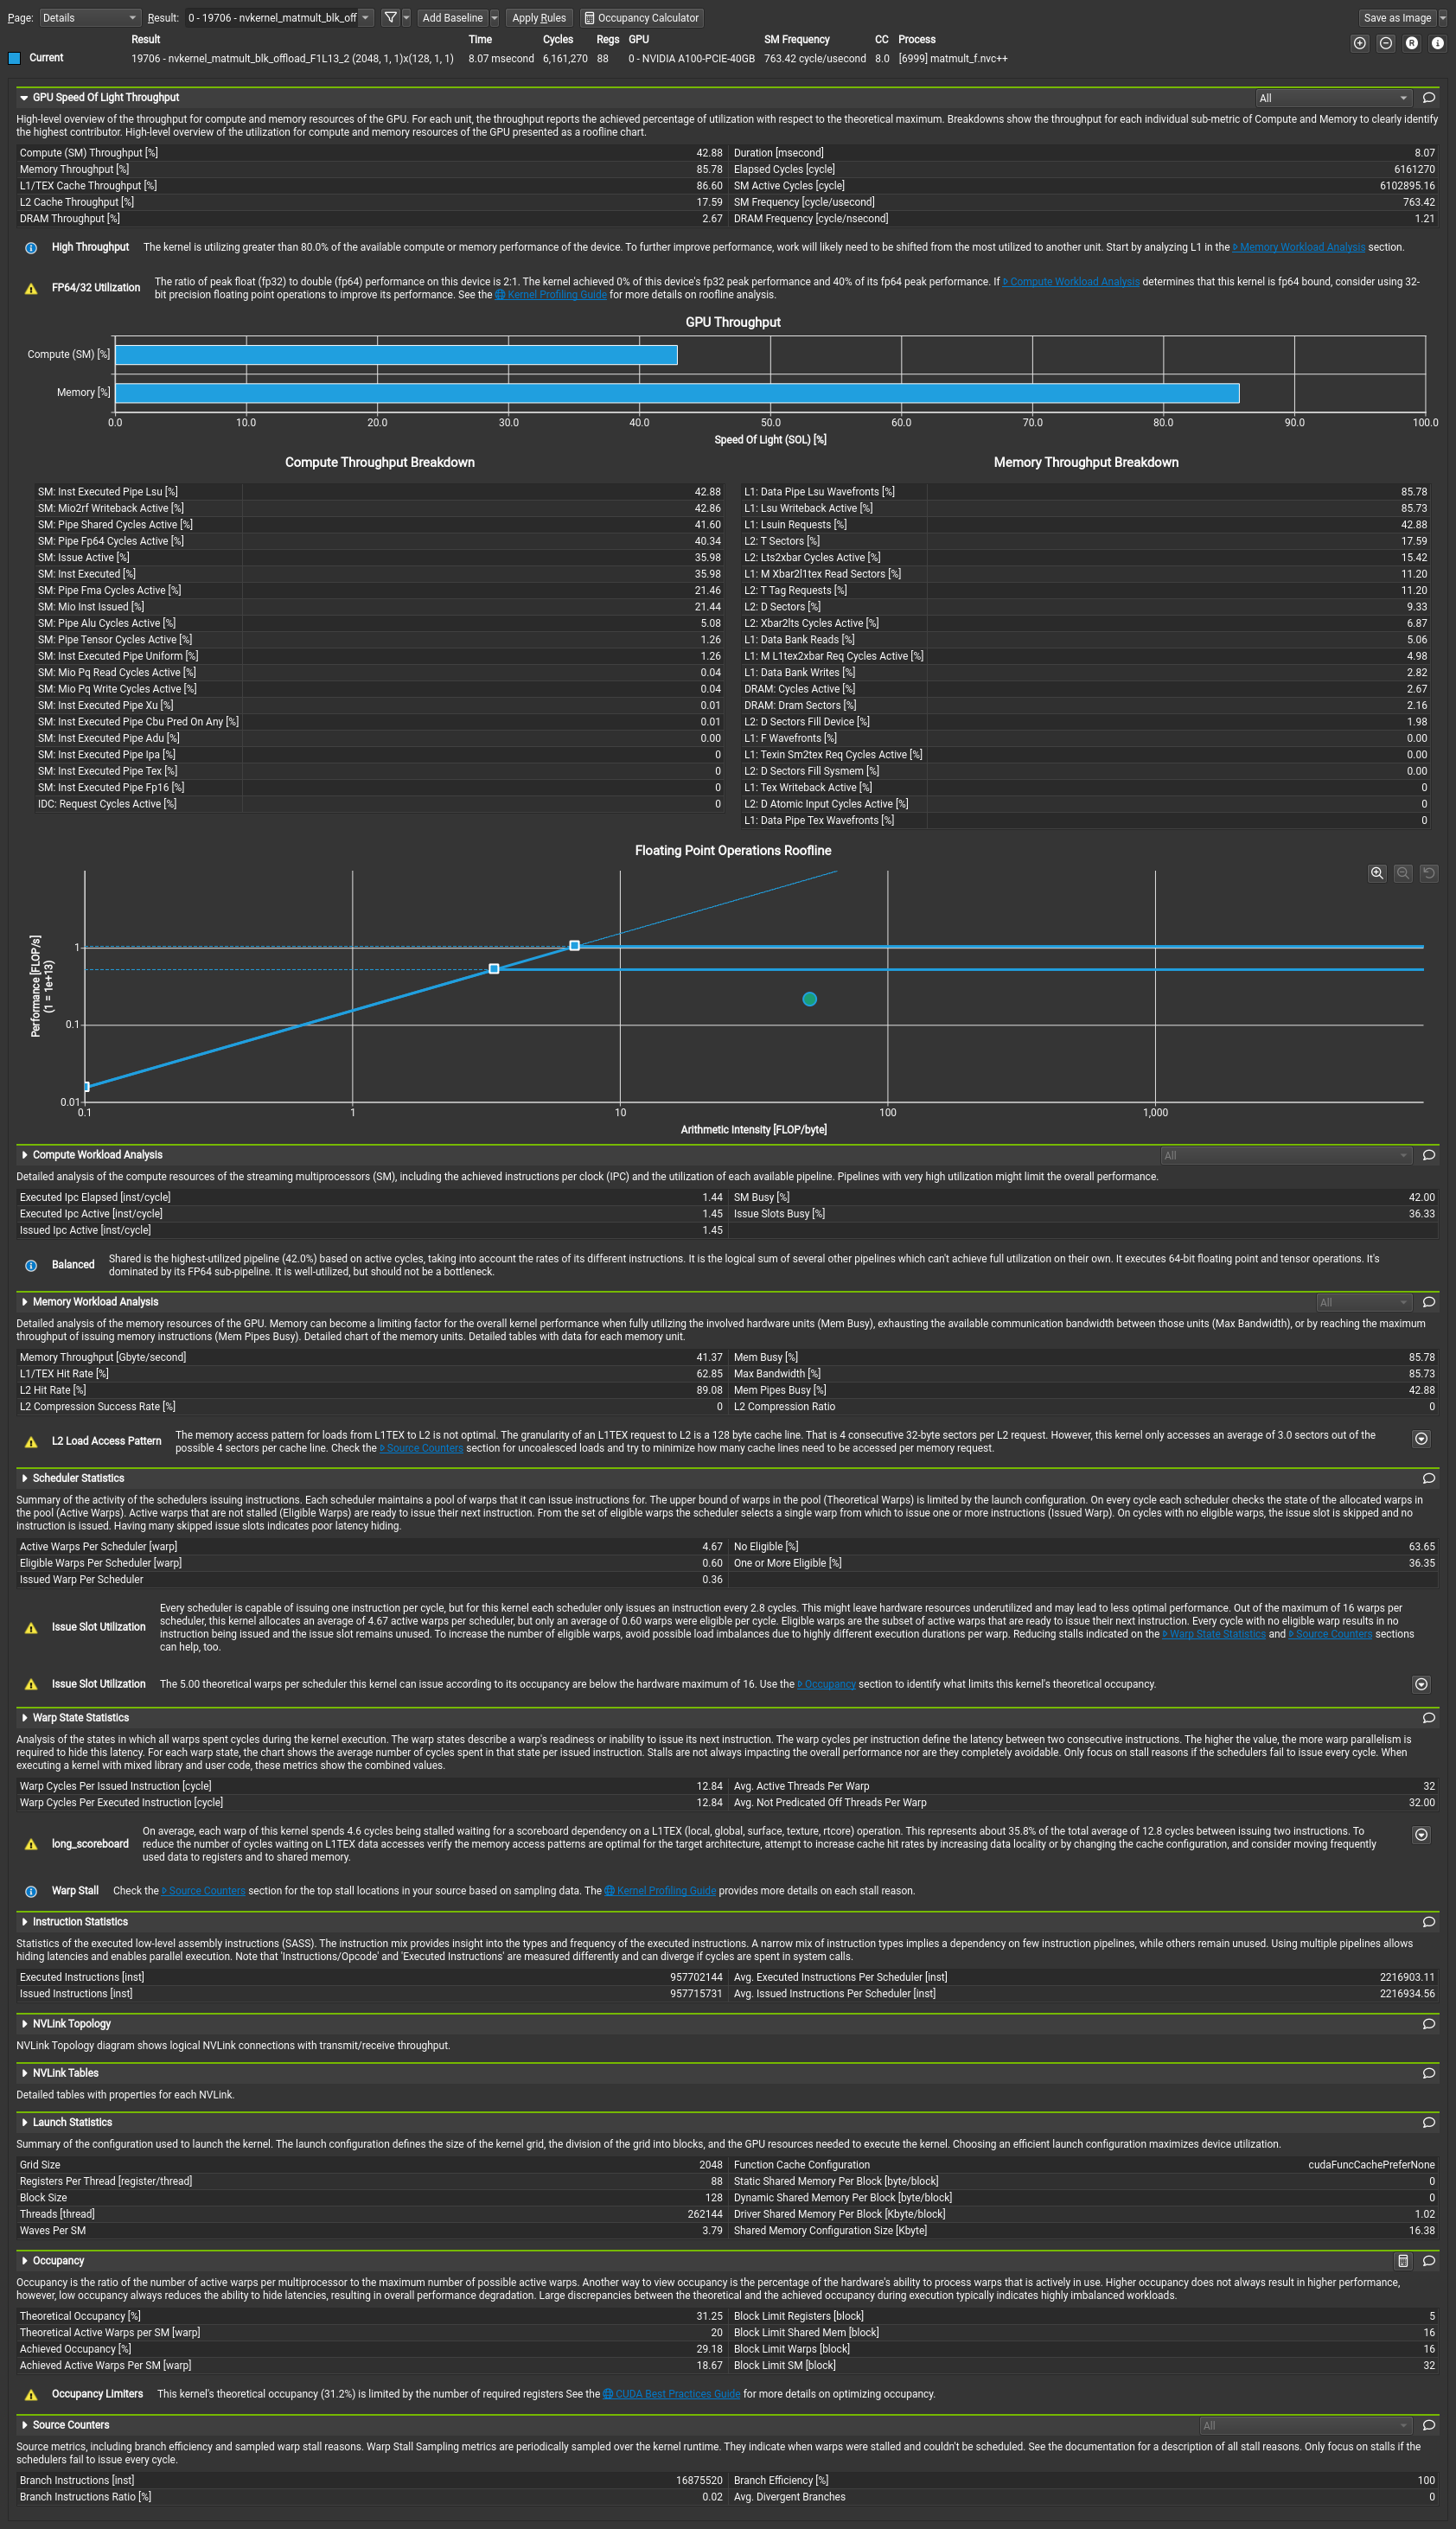 Page: Details Result: 0 - 19706 - nvkernel_matmult_blk_off Add Baseline Apply Rules Occupancy Calculator Save as Image
Result Time Cycles Regs GPU SM Frequency CC Process
Current 19706 - nvkernel_matmult_blk_offload_F1L13_2 (2048, 1, 1)x(128, 1, 1) 8.07 msecond 6,161,270 88 0 - NVIDIA A100-PCIE-40GB 763.42 cycle/usecond 8.0 [6999] matmult_f.nvc++
GPU Speed Of Light Throughput All
High-level overview of the throughput for compute and memory resources of the GPU. For each unit, the throughput reports the achieved percentage of utilization with respect to the theoretical maximum. Breakdowns show the throughput for each individual sub-metric of Compute and Memory to clearly identify
the highest contributor. High-level overview of the utilization for compute and memory resources of the GPU presented as a roofline chart.
Compute (SM) Throughput [%] 42.88 Duration [msecond] 8.07
Memory Throughput [%] 85.78 Elapsed Cycles [cycle] 6161270
L1/TEX Cache Throughput [%] 86.60 SM Active Cycles [cycle] 6102895.16
L2 Cache Throughput [%] 17.59 SM Frequency [cycle/usecond] 763.42
DRAM Throughput [%] 2.67 DRAM Frequency [cycle/nsecond] 1.21
High Throughput The kernel is utilizing greater than 80.0% of the available compute or memory performance of the device. To further improve performance, work will likely need to be shifted from the most utilized to another unit. Start by analyzing L1 in the Memory Workload Analysis section.
FP64/32 Utilization The ratio of peak float (fp32) to double (fp64) performance on this device is 2:1. The kernel achieved 0% of this device's fp32 peak performance and 40% of its fp64 peak performance. If Compute Workload Analysis determines that this kernel is fp64 bound, consider using 32-
bit precision floating point operations to improve its performance. See the Kernel Profiling Guide for more details on roofline analysis.
GPU Throughput
Compute (SM) [%]
Memory [%]
0.0 10.0 20.0 30.0 40.0 50.0 60.0 70.0 80.0 90.0 100.0
Speed Of Light (SOL) [%]
Compute Throughput Breakdown Memory Throughput Breakdown
SM: Inst Executed Pipe Lsu [%] 42.88 L1: Data Pipe Lsu Wavefronts [%] 85.78
SM: Mio2rf Writeback Active [%] 42.86 L1: Lsu Writeback Active [%] 85.73
SM: Pipe Shared Cycles Active [%] 41.60 L1: Lsuin Requests [%] 42.88
SM: Pipe Fp64 Cycles Active [%] 40.34 L2: T Sectors [%] 17.59
SM: Issue Active [%] 35.98 L2: Lts2xbar Cycles Active [%] 15.42
SM: Inst Executed [%] 35.98 L1: M Xbar2l1tex Read Sectors [%] 11.20
SM: Pipe Fma Cycles Active [%] 21.46 L2: T Tag Requests [%] 11.20
SM: Mio Inst Issued [%] 21.44 L2: D Sectors [%] 9.33
SM: Pipe Alu Cycles Active [%] 5.08 L2: Xbar2lts Cycles Active [%] 6.87
SM: Pipe Tensor Cycles Active [%] 1.26 L1: Data Bank Reads [%] 5.06
SM: Inst Executed Pipe Uniform [%] 1.26 L1: M L1tex2xbar Req Cycles Active [%] 4.98
SM: Mio Pq Read Cycles Active [%] 0.04 L1: Data Bank Writes [%] 2.82
SM: Mio Pq Write Cycles Active [%] 0.04 DRAM: Cycles Active [%] 2.67
SM: Inst Executed Pipe Xu [%] 0.01 DRAM: Dram Sectors [%] 2.16
SM: Inst Executed Pipe Cbu Pred On Any [%] 0.01 L2: D Sectors Fill Device [%] 1.98
SM: Inst Executed Pipe Adu [%] 0.00 L1: F Wavefronts [%] 0.00
SM: Inst Executed Pipe Ipa [%] 0 L1: Texin Sm2tex Req Cycles Active [%] 0.00
SM: Inst Executed Pipe Tex [%] 0 L2: D Sectors Fill Sysmem [%] 0.00
SM: Inst Executed Pipe Fp16 [%] 0 L1: Tex Writeback Active [%] 0
IDC: Request Cycles Active [%] 0 L2: D Atomic Input Cycles Active [%] 0
L1: Data Pipe Tex Wavefronts [%] 0
Floating Point Operations Roofline
Performance [FLOP/s]
(1 = 1e+13)
1
0.1
0.01
0.1 1 10 100 1,000
Arithmetic Intensity [FLOP/byte]
Compute Workload Analysis All
Detailed analysis of the compute resources of the streaming multiprocessors (SM), including the achieved instructions per clock (IPC) and the utilization of each available pipeline. Pipelines with very high utilization might limit the overall performance.
Executed Ipc Elapsed [inst/cycle] 1.44 SM Busy [%] 42.00
Executed Ipc Active [inst/cycle] 1.45 Issue Slots Busy [%] 36.33
Issued Ipc Active [inst/cycle] 1.45
Balanced Shared is the highest-utilized pipeline (42.0%) based on active cycles, taking into account the rates of its different instructions. It is the logical sum of several other pipelines which can't achieve full utilization on their own. It executes 64-bit floating point and tensor operations. It's
dominated by its FP64 sub-pipeline. It is well-utilized, but should not be a bottleneck.
Memory Workload Analysis All
Detailed analysis of the memory resources of the GPU. Memory can become a limiting factor for the overall kernel performance when fully utilizing the involved hardware units (Mem Busy), exhausting the available communication bandwidth between those units (Max Bandwidth), or by reaching the maximum
throughput of issuing memory instructions (Mem Pipes Busy). Detailed chart of the memory units. Detailed tables with data for each memory unit.
Memory Throughput [Gbyte/second] 41.37 Mem Busy [%] 85.78
L1/TEX Hit Rate [%] 62.85 Max Bandwidth [%] 85.73
L2 Hit Rate [%] 89.08 Mem Pipes Busy [%] 42.88
L2 Compression Success Rate [%] 0 L2 Compression Ratio 0
L2 Load Access Pattern The memory access pattern for loads from L1TEX to L2 is not optimal. The granularity of an L1TEX request to L2 is a 128 byte cache line. That is 4 consecutive 32-byte sectors per L2 request. However, this kernel only accesses an average of 3.0 sectors out of the
possible 4 sectors per cache line. Check the Source Counters section for uncoalesced loads and try to minimize how many cache lines need to be accessed per memory request.
Scheduler Statistics
Summary of the activity of the schedulers issuing instructions. Each scheduler maintains a pool of warps that it can issue instructions for. The upper bound of warps in the pool (Theoretical Warps) is limited by the launch configuration. On every cycle each scheduler checks the state of the allocated warps in
the pool (Active Warps). Active warps that are not stalled (Eligible Warps) are ready to issue their next instruction. From the set of eligible warps the scheduler selects a single warp from which to issue one or more instructions (Issued Warp). On cycles with no eligible warps, the issue slot is skipped and no
instruction is issued. Having many skipped issue slots indicates poor latency hiding.
Active Warps Per Scheduler [warp] 4.67 No Eligible [%] 63.65
Eligible Warps Per Scheduler [warp] 0.60 One or More Eligible [%] 36.35
Issued Warp Per Scheduler 0.36
Issue Slot Utilization Every scheduler is capable of issuing one instruction per cycle, but for this kernel each scheduler only issues an instruction every 2.8 cycles. This might leave hardware resources underutilized and may lead to less optimal performance. Out of the maximum of 16 warps per
scheduler, this kernel allocates an average of 4.67 active warps per scheduler, but only an average of 0.60 warps were eligible per cycle. Eligible warps are the subset of active warps that are ready to issue their next instruction. Every cycle with no eligible warp results in no
instruction being issued and the issue slot remains unused. To increase the number of eligible warps, avoid possible load imbalances due to highly different execution durations per warp. Reducing stalls indicated on the Warp State Statistics and Source Counters sections
can help, too.
Issue Slot Utilization The 5.00 theoretical warps per scheduler this kernel can issue according to its occupancy are below the hardware maximum of 16. Use the Occupancy section to identify what limits this kernel's theoretical occupancy.
Warp State Statistics
Analysis of the states in which all warps spent cycles during the kernel execution. The warp states describe a warp's readiness or inability to issue its next instruction. The warp cycles per instruction define the latency between two consecutive instructions. The higher the value, the more warp parallelism is
required to hide this latency. For each warp state, the chart shows the average number of cycles spent in that state per issued instruction. Stalls are not always impacting the overall performance nor are they completely avoidable. Only focus on stall reasons if the schedulers fail to issue every cycle. When
executing a kernel with mixed library and user code, these metrics show the combined values.
Warp Cycles Per Issued Instruction [cycle] 12.84 Avg. Active Threads Per Warp 32
Warp Cycles Per Executed Instruction [cycle] 12.84 Avg. Not Predicated Off Threads Per Warp 32.00
long_scoreboard On average, each warp of this kernel spends 4.6 cycles being stalled waiting for a scoreboard dependency on a L1TEX (local, global, surface, texture, rtcore) operation. This represents about 35.8% of the total average of 12.8 cycles between issuing two instructions. To
reduce the number of cycles waiting on L1TEX data accesses verify the memory access patterns are optimal for the target architecture, attempt to increase cache hit rates by increasing data locality or by changing the cache configuration, and consider moving frequently
used data to registers and to shared memory.
Warp Stall Check the Source Counters section for the top stall locations in your source based on sampling data. The Kernel Profiling Guide provides more details on each stall reason.
Instruction Statistics
Statistics of the executed low-level assembly instructions (SASS). The instruction mix provides insight into the types and frequency of the executed instructions. A narrow mix of instruction types implies a dependency on few instruction pipelines, while others remain unused. Using multiple pipelines allows
hiding latencies and enables parallel execution. Note that 'Instructions/Opcode' and 'Executed Instructions' are measured differently and can diverge if cycles are spent in system calls.
Executed Instructions [inst] 957702144 Avg. Executed Instructions Per Scheduler [inst] 2216903.11
Issued Instructions [inst] 957715731 Avg. Issued Instructions Per Scheduler [inst] 2216934.56
NVLink Topology
NVLink Topology diagram shows logical NVLink connections with transmit/receive throughput.
NVLink Tables
Detailed tables with properties for each NVLink.
Launch Statistics
Summary of the configuration used to launch the kernel. The launch configuration defines the size of the kernel grid, the division of the grid into blocks, and the GPU resources needed to execute the kernel. Choosing an efficient launch configuration maximizes device utilization.
Grid Size 2048 Function Cache Configuration cudaFuncCachePreferNone
Registers Per Thread [register/thread] 88 Static Shared Memory Per Block [byte/block] 0
Block Size 128 Dynamic Shared Memory Per Block [byte/block] 0
Threads [thread] 262144 Driver Shared Memory Per Block [Kbyte/block] 1.02
Waves Per SM 3.79 Shared Memory Configuration Size [Kbyte] 16.38
Occupancy
Occupancy is the ratio of the number of active warps per multiprocessor to the maximum number of possible active warps. Another way to view occupancy is the percentage of the hardware's ability to process warps that is actively in use. Higher occupancy does not always result in higher performance,
however, low occupancy always reduces the ability to hide latencies, resulting in overall performance degradation. Large discrepancies between the theoretical and the achieved occupancy during execution typically indicates highly imbalanced workloads.
Theoretical Occupancy [%] 31.25 Block Limit Registers [block] 5
Theoretical Active Warps per SM [warp] 20 Block Limit Shared Mem [block] 16
Achieved Occupancy [%] 29.18 Block Limit Warps [block] 16
Achieved Active Warps Per SM [warp] 18.67 Block Limit SM [block] 32
Occupancy Limiters This kernel's theoretical occupancy (31.2%) is limited by the number of required registers See the CUDA Best Practices Guide for more details on optimizing occupancy.
Source Counters All
Source metrics, including branch efficiency and sampled warp stall reasons. Warp Stall Sampling metrics are periodically sampled over the kernel runtime. They indicate when warps were stalled and couldn't be scheduled. See the documentation for a description of all stall reasons. Only focus on stalls if the
schedulers fail to issue every cycle.
Branch Instructions [inst] 16875520 Branch Efficiency [%] 100
Branch Instructions Ratio [%] 0.02 Avg. Divergent Branches 0